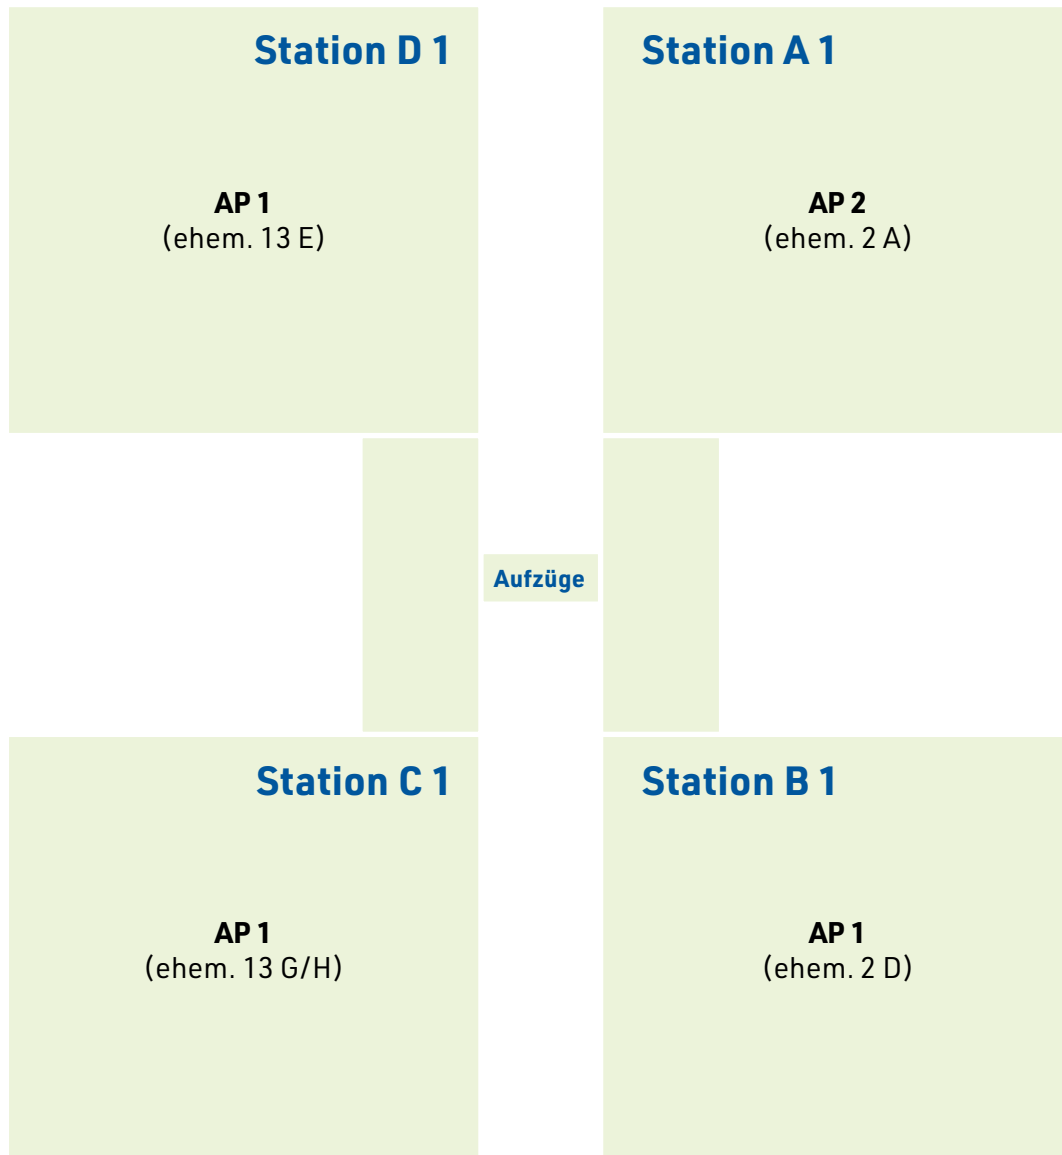 Station D 1
AP 1
(ehem. 13 E)
Station A 1
AP 2
(ehem. 2 A)
Aufzüge
Station C 1
AP 1
(ehem. 13 G/H)
Station B 1
AP 1
(ehem. 2 D)